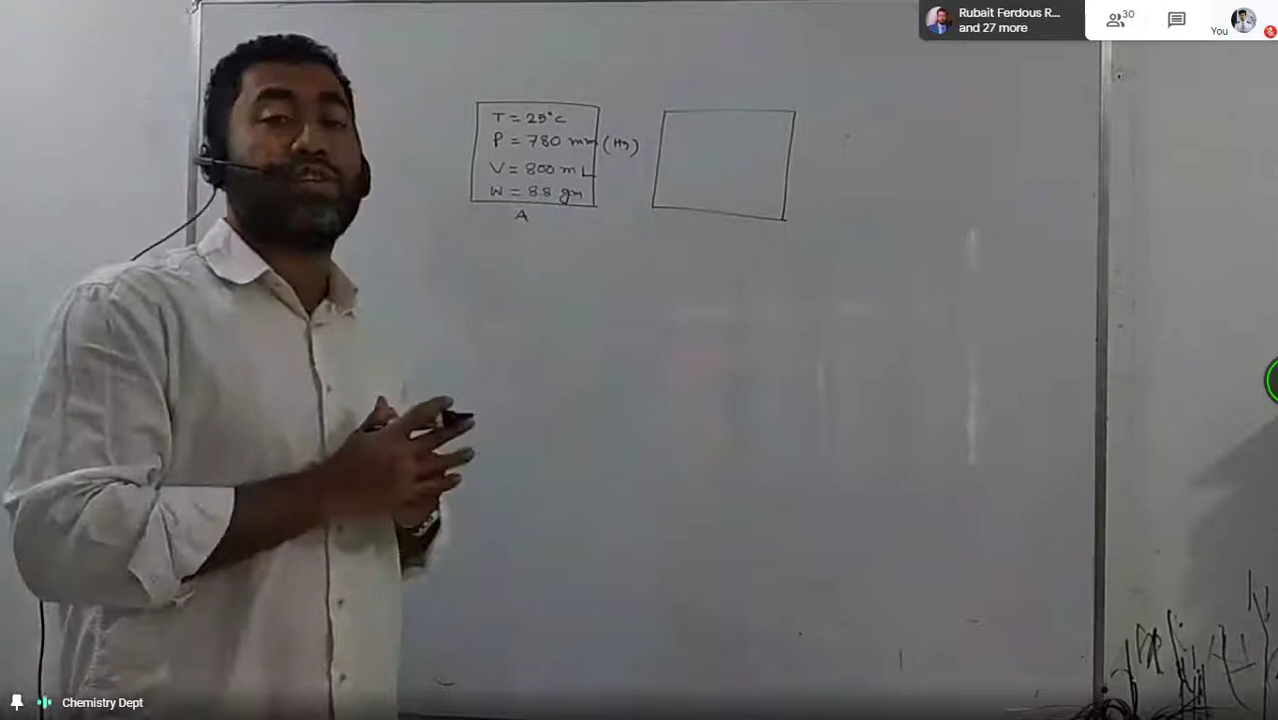 Rubait Ferdous R...
and 27 more
30
You
T = 25°C
P = 780 mm (Hg)
V = 800 mL
W = 8.8 gm
A
Chemistry Dept